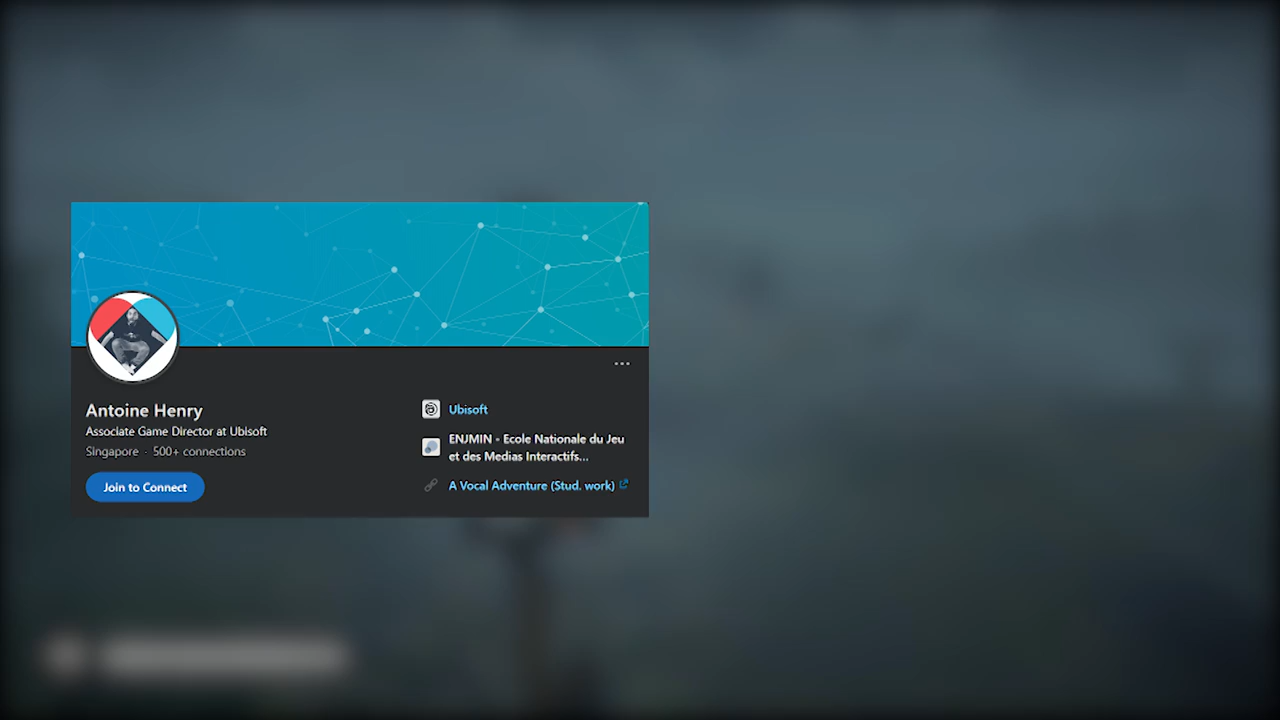 Antoine Henry
Associate Game Director at Ubisoft
Singapore · 500+ connections
Join to Connect
Ubisoft
ENJMIN - Ecole Nationale du Jeu
et des Medias Interactifs...
A Vocal Adventure (Stud. work)